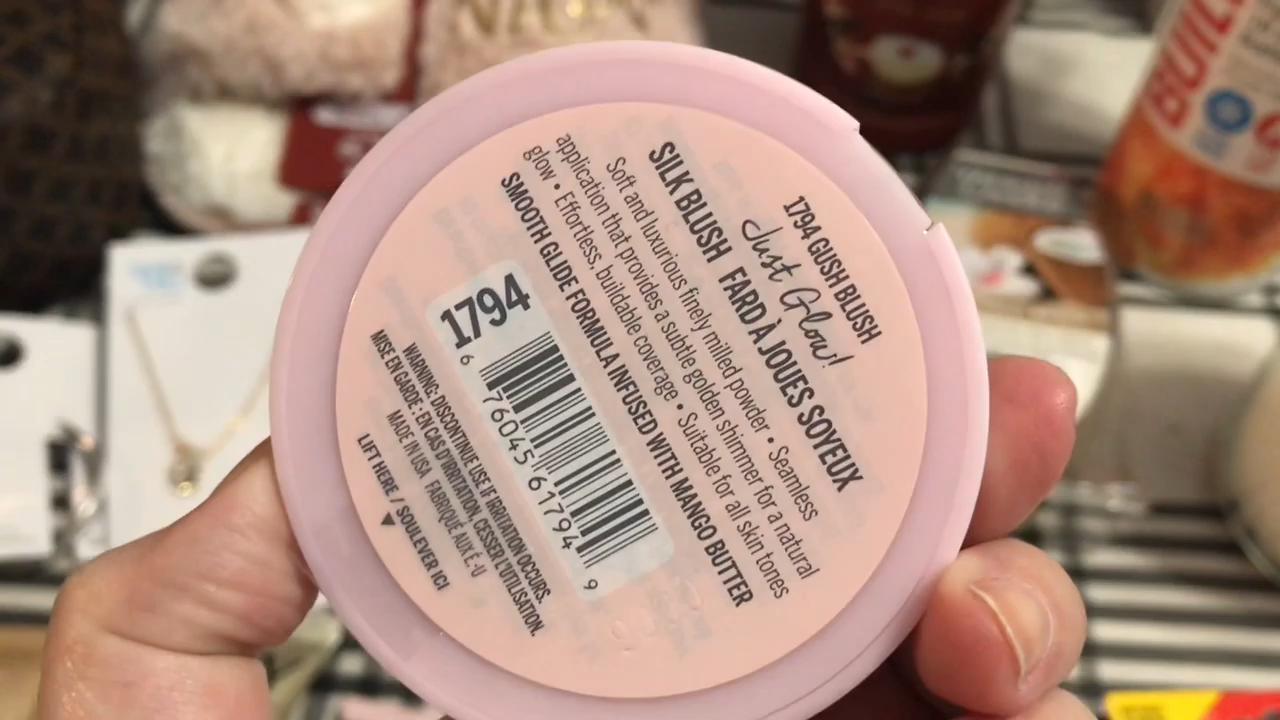 1794 GUSH BLUSH
Just Glow!
SILK BLUSH FARD À JOUES SOYEUX
Soft and luxurious finely milled powder • Seamless
application that provides a subtle golden shimmer for a natural
glow • Effortless, buildable coverage • Suitable for all skin tones
SMOOTH GLIDE FORMULA INFUSED WITH MANGO BUTTER
1794
6 76045 61794 9
WARNING: DISCONTINUE USE IF IRRITATION OCCURS.
MISE EN GARDE : EN CAS D'IRRITATION, CESSER L'UTILISATION.
MADE IN USA FABRIQUÉ AUX É.-U
LIFT HERE / SOULEVER ICI
BUIL